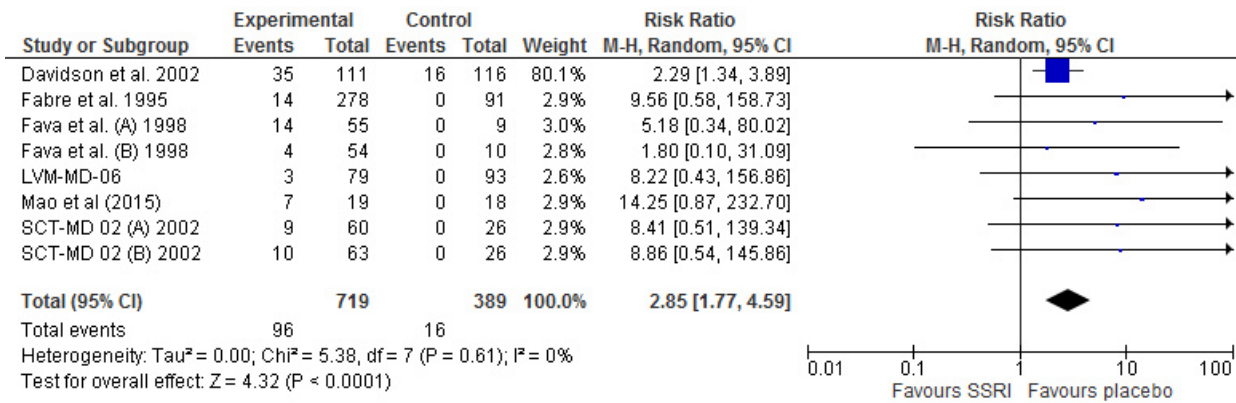 Experimental Control Risk Ratio Risk Ratio
Study or Subgroup Events Total Events Total Weight M-H, Random, 95% CI M-H, Random, 95% CI
Davidson et al. 2002 35 111 16 116 80.1% 2.29 [1.34, 3.89]
Fabre et al. 1995 14 278 0 91 2.9% 9.56 [0.58, 158.73]
Fava et al. (A) 1998 14 55 0 9 3.0% 5.18 [0.34, 80.02]
Fava et al. (B) 1998 4 54 0 10 2.8% 1.80 [0.10, 31.09]
LVM-MD-06 3 79 0 93 2.6% 8.22 [0.43, 156.86]
Mao et al (2015) 7 19 0 18 2.9% 14.25 [0.87, 232.70]
SCT-MD 02 (A) 2002 9 60 0 26 2.9% 8.41 [0.51, 139.34]
SCT-MD 02 (B) 2002 10 63 0 26 2.9% 8.86 [0.54, 145.86]
Total (95% CI) 719 389 100.0% 2.85 [1.77, 4.59]
Total events 96 16
Heterogeneity: Tau² = 0.00; Chi² = 5.38, df = 7 (P = 0.61); I² = 0%
Test for overall effect: Z = 4.32 (P < 0.0001)
0.01 0.1 1 10 100
Favours SSRI Favours placebo